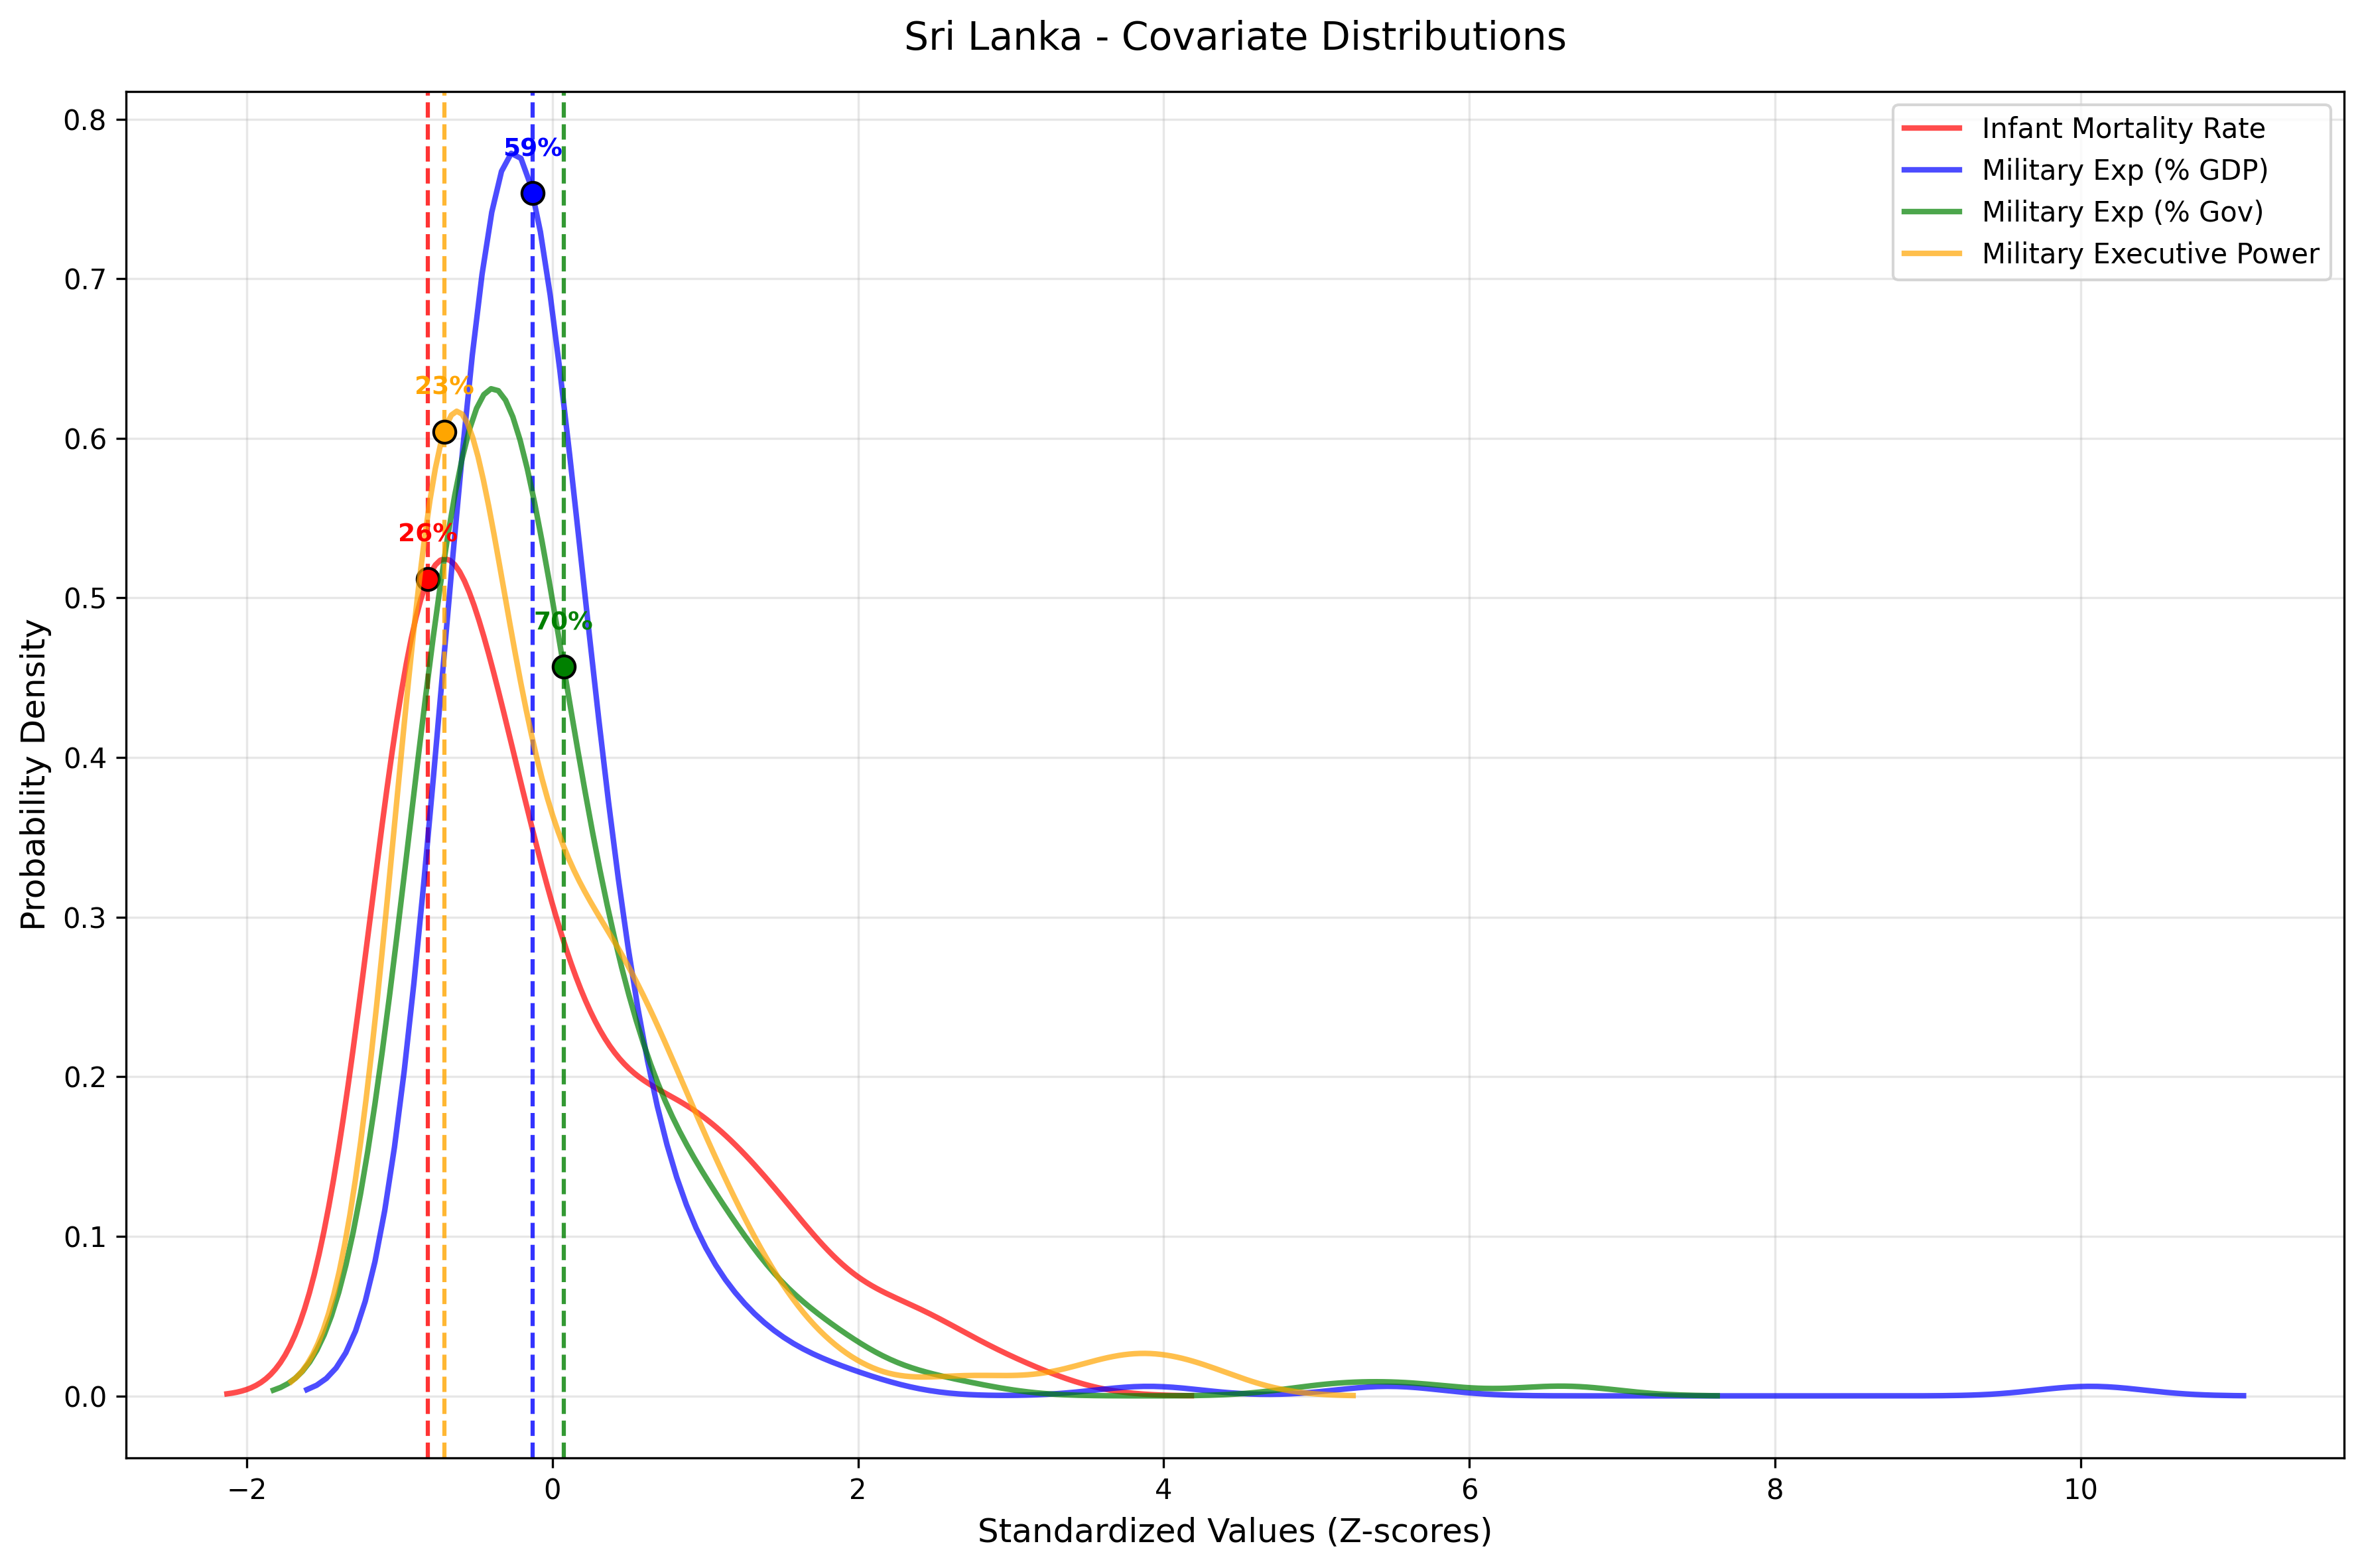 Sri Lanka - Covariate Distributions
Infant Mortality Rate
Military Exp (% GDP)
Military Exp (% Gov)
Military Executive Power
59%
23%
26%
70%
Probability Density
0.8
0.7
0.6
0.5
0.4
0.3
0.2
0.1
0.0
−2
0
2
4
6
8
10
Standardized Values (Z-scores)